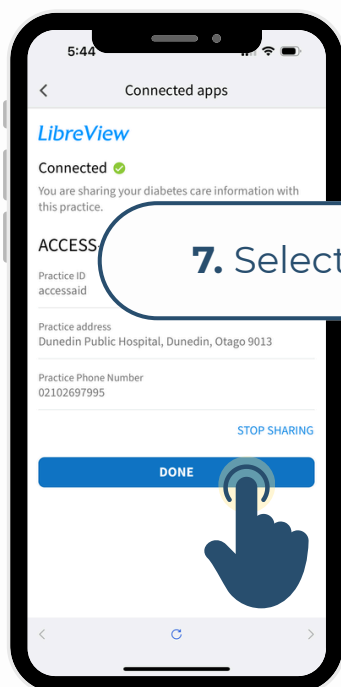 5:44
Connected apps
LibreView
Connected
You are sharing your diabetes care information with
this practice.
ACCESS-
7. Select
Practice ID
accessaid
Practice address
Dunedin Public Hospital, Dunedin, Otago 9013
Practice Phone Number
02102697995
STOP SHARING
DONE